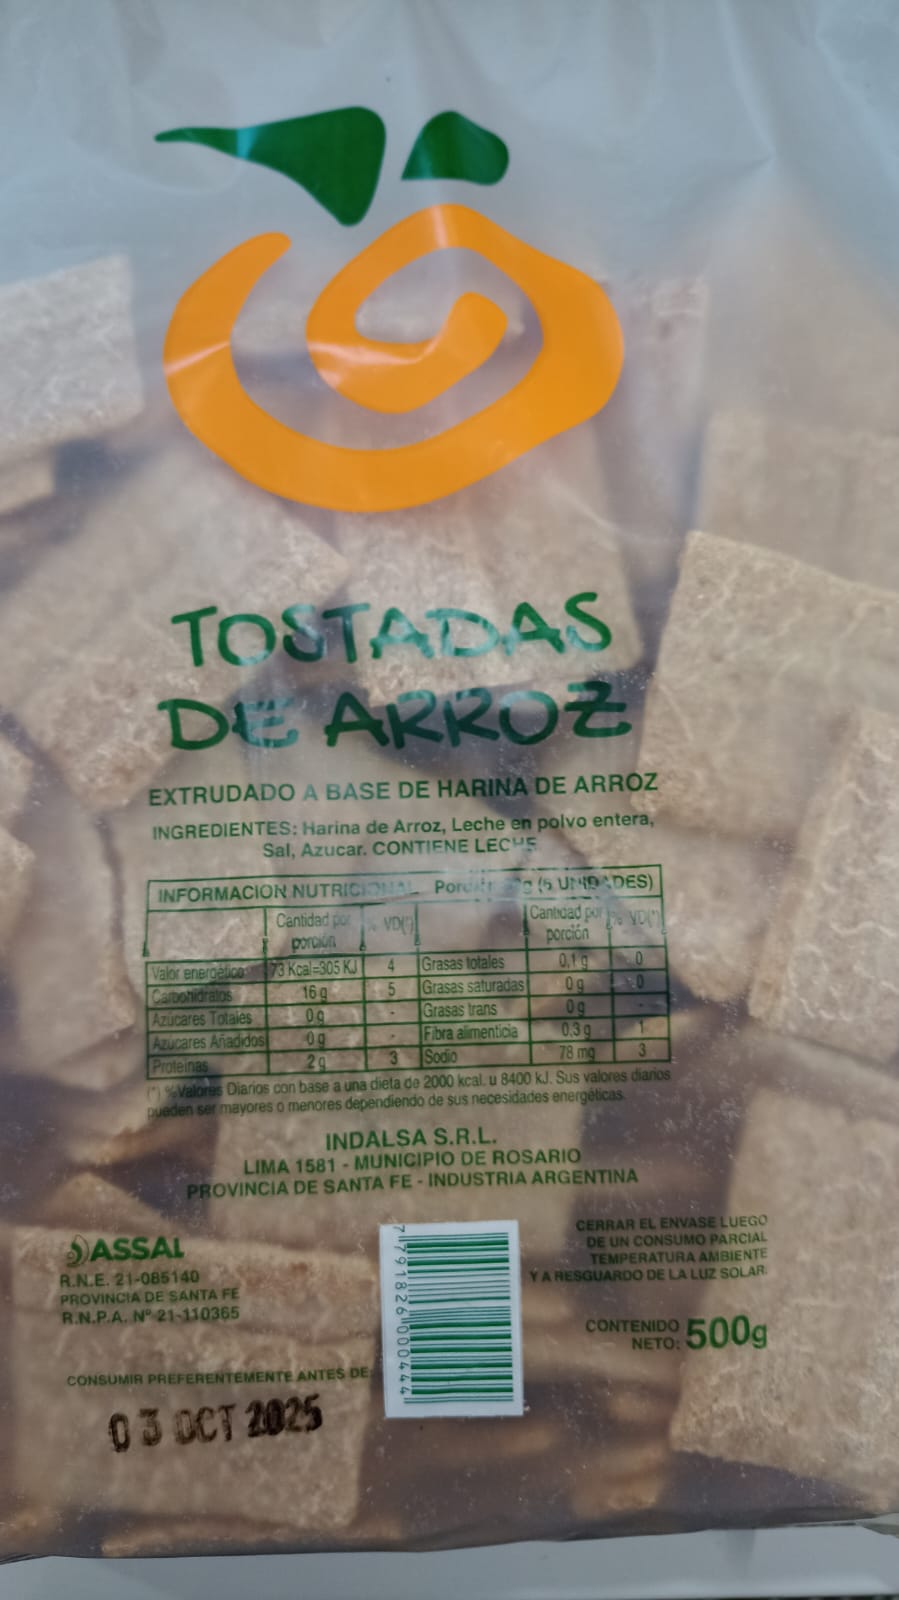 TOSTADAS
DE ARROZ
EXTRUDADO A BASE DE HARINA DE ARROZ
INGREDIENTES: Harina de Arroz, Leche en polvo entera,
Sal, Azucar. CONTIENE LECHE
INFORMACION NUTRICIONAL (5 UNIDADES)
Cantidad por porción % VD(*) Cantidad por porción % VD(*)
Valor energético 73 Kcal=305 KJ 4 Grasas totales 0,1 g 0
Carbohidratos 16 g 5 Grasas saturadas 0 g 0
Azúcares Totales 0 g - Grasas trans 0 g -
Azúcares Añadidos 0 g - Fibra alimenticia 0,3 g 1
Proteínas 2 g 3 Sodio 78 mg 3
(*) %Valores Diarios con base a una dieta de 2000 kcal. u 8400 kJ. Sus valores diarios
pueden ser mayores o menores dependiendo de sus necesidades energéticas.
INDALSA S.R.L.
LIMA 1581 - MUNICIPIO DE ROSARIO
PROVINCIA DE SANTA FE - INDUSTRIA ARGENTINA
ASSAL
R.N.E. 21-085140
PROVINCIA DE SANTA FE
R.N.P.A. Nº 21-110365
CONSUMIR PREFERENTEMENTE ANTES DE:
03 OCT 2025
7791826000444
CERRAR EL ENVASE LUEGO
DE UN CONSUMO PARCIAL
TEMPERATURA AMBIENTE
Y A RESGUARDO DE LA LUZ SOLAR.
CONTENIDO
NETO: 500g